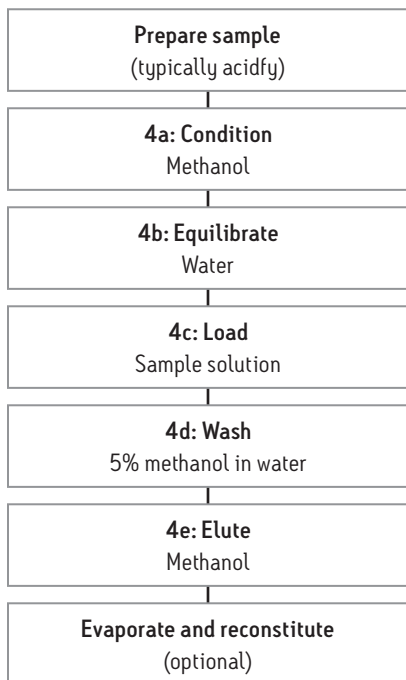 Prepare sample
(typically acidfy)
4a: Condition
Methanol
4b: Equilibrate
Water
4c: Load
Sample solution
4d: Wash
5% methanol in water
4e: Elute
Methanol
Evaporate and reconstitute
(optional)